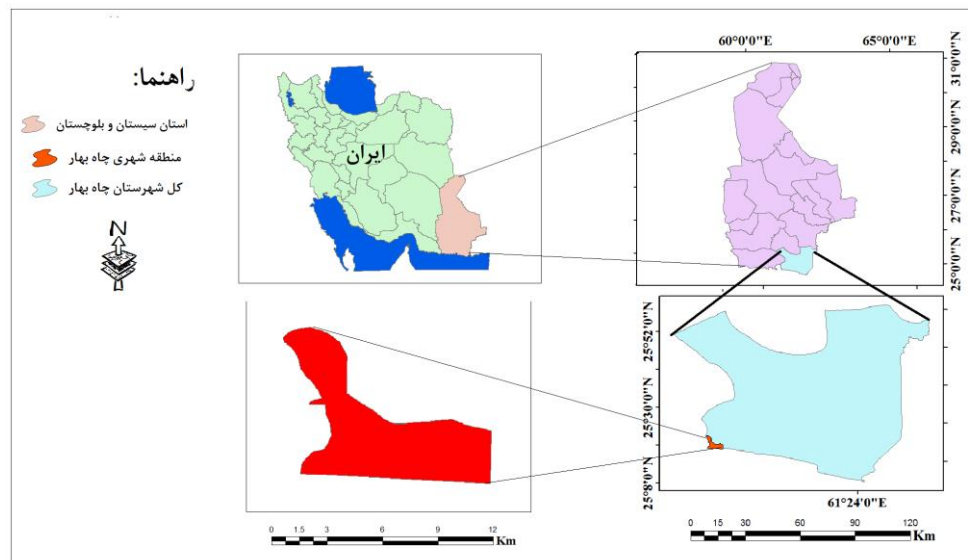 راهنما:
استان سیستان و بلوچستان
منطقه شهری چاه بهار
کل شهرستان چاه بهار
N
ایران
60°0'0"E 65°0'0"E
31°0'0"N
29°0'0"N
27°0'0"N
25°0'0"N
25°52'0"N
25°30'0"N
25°8'0"N
61°24'0"E
0 1.5 3 6 9 12
Km
0 15 30 60 90 120
Km